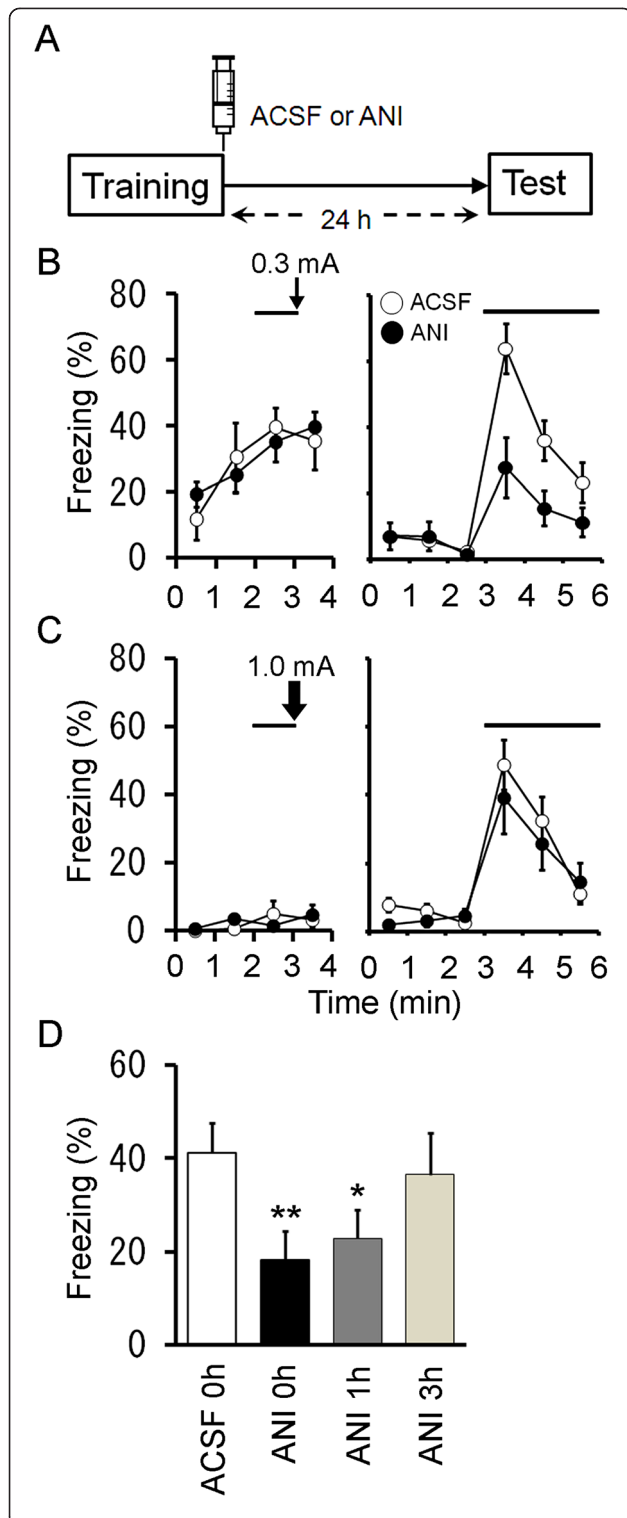 A
ACSF or ANI
Training
Test
24 h
B
0.3 mA
80
60
40
20
0
Freezing (%)
0 1 2 3 4
ACSF
ANI
0 1 2 3 4 5 6
C
1.0 mA
80
60
40
20
0
Freezing (%)
0 1 2 3 4
0 1 2 3 4 5 6
Time (min)
D
60
40
20
0
Freezing (%)
**
*
ACSF 0h
ANI 0h
ANI 1h
ANI 3h